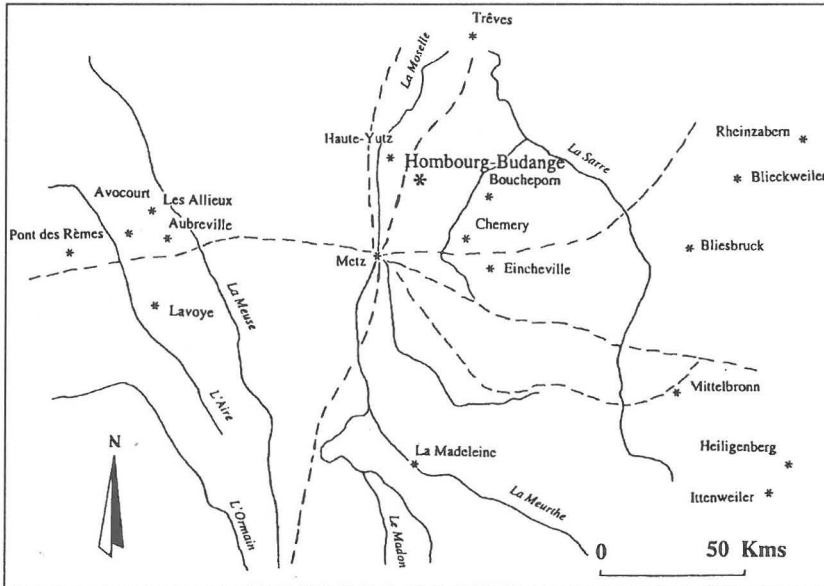 Trêves
La Moselle
Haute-Yutz
Hombourg-Budange
La Sarre
Rheinzabern
Blieckweiler
Boucheporn
Avocourt
Les Allieux
Aubreville
Pont des Rèmes
Chemery
Metz
Eincheville
Bliesbruck
La Meuse
Lavoye
L'Aire
Mittelbronn
N
La Madeleine
Heiligenberg
Ittenweiler
La Meurthe
L'Ormain
Le Madon
0 50 Kms